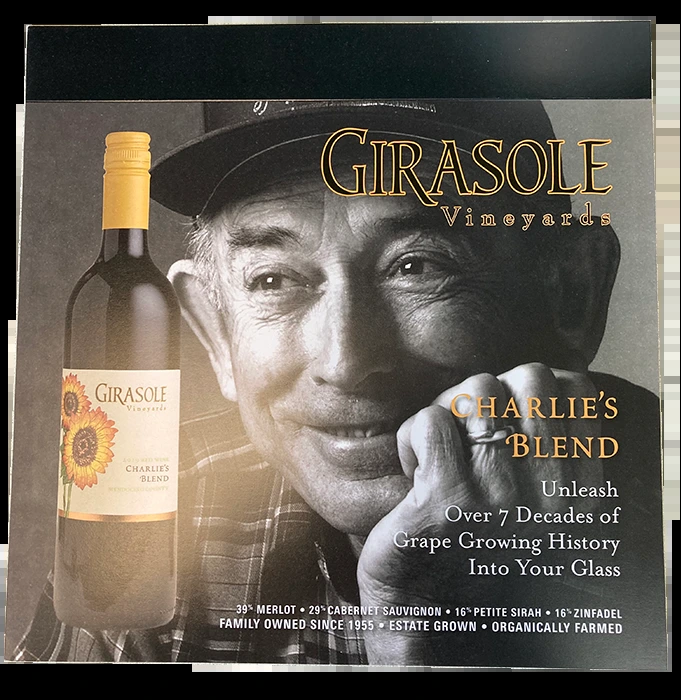 GIRASOLE
Vineyards
GIRASOLE
Vineyards
CHARLIE'S
BLEND
CHARLIE'S
BLEND
Unleash
Over 7 Decades of
Grape Growing History
Into Your Glass
39% MERLOT • 29% CABERNET SAUVIGNON • 16% PETITE SIRAH • 16% ZINFADEL
FAMILY OWNED SINCE 1955 • ESTATE GROWN • ORGANICALLY FARMED